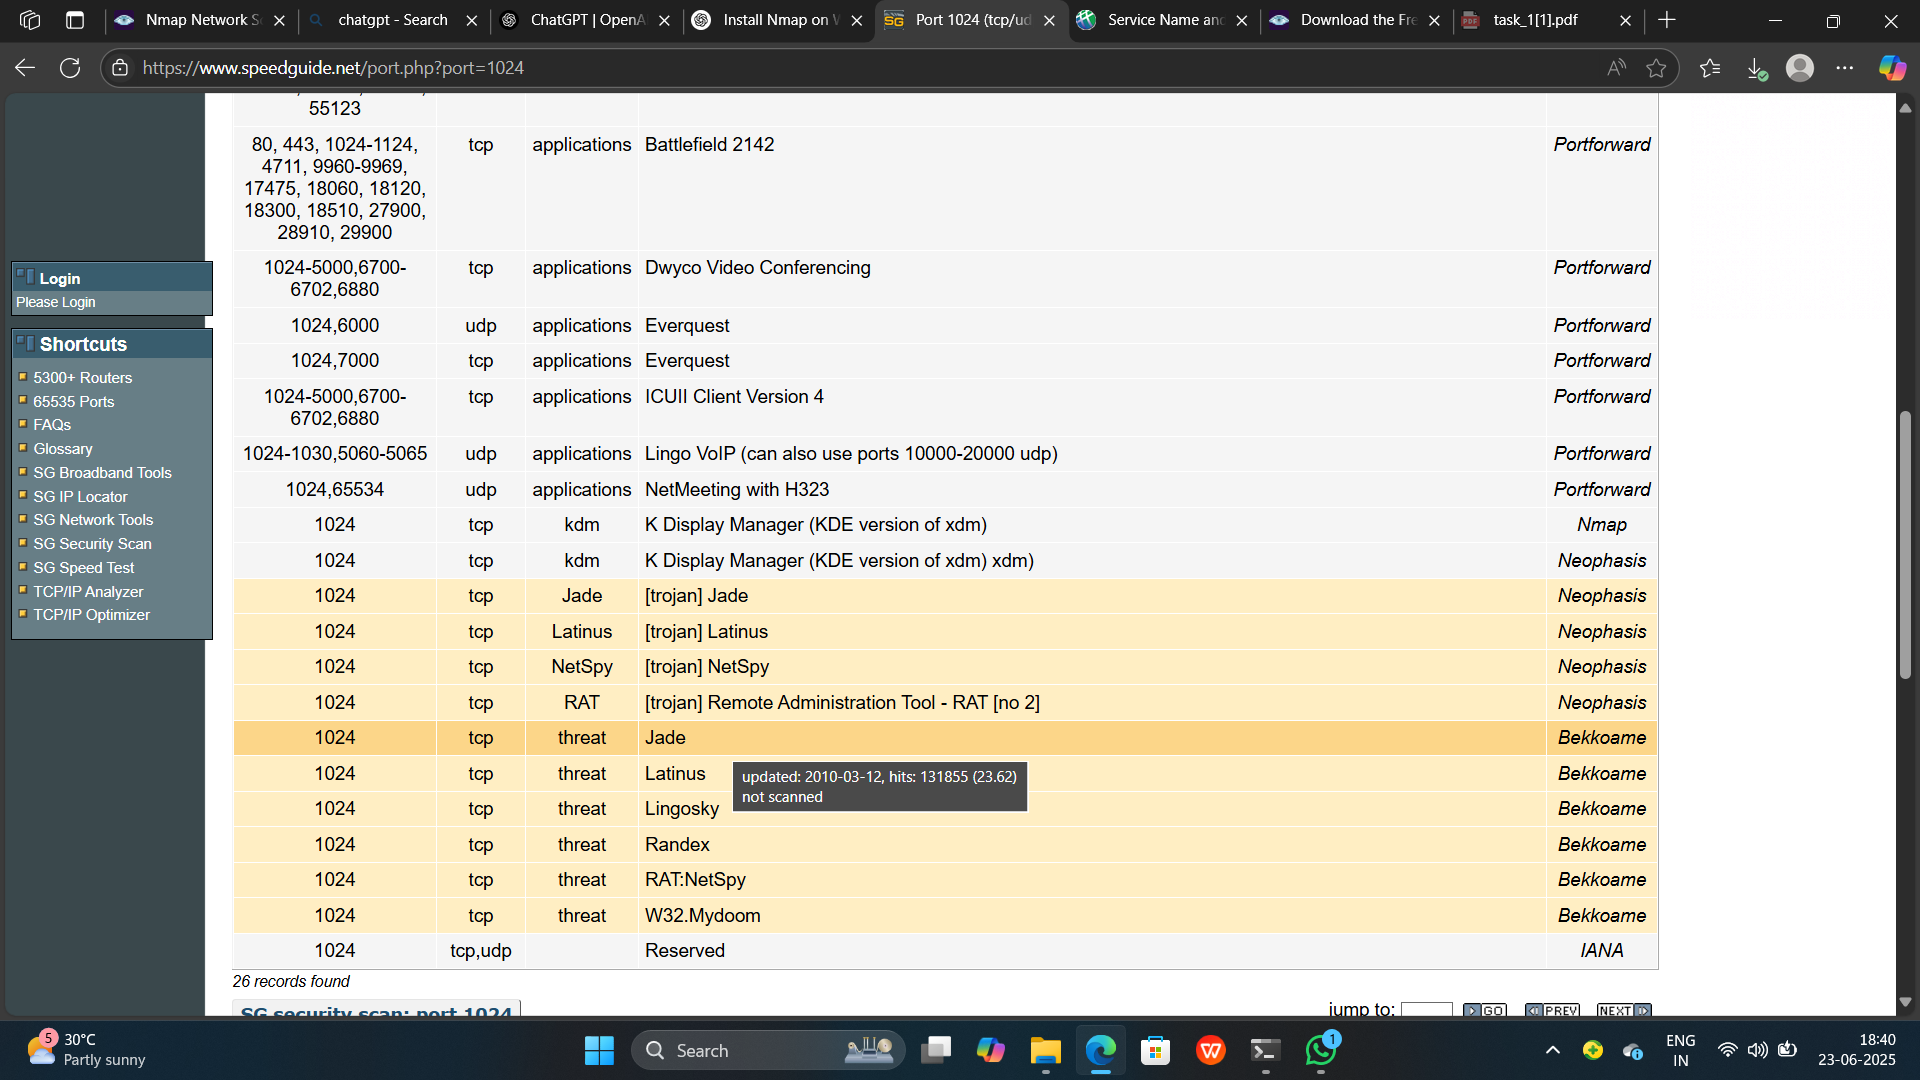 Nmap Network S
chatgpt - Search
ChatGPT | OpenA
Install Nmap on
Port 1024 (tcp/ud
Service Name an
Download the Fre
task_1[1].pdf
https://www.speedguide.net/port.php?port=1024
55123
80, 443, 1024-1124, 4711, 9960-9969, 17475, 18060, 18120, 18300, 18510, 27900, 28910, 29900 tcp applications Battlefield 2142 Portforward
1024-5000,6700-6702,6880 tcp applications Dwyco Video Conferencing Portforward
1024,6000 udp applications Everquest Portforward
1024,7000 tcp applications Everquest Portforward
1024-5000,6700-6702,6880 tcp applications ICUII Client Version 4 Portforward
1024-1030,5060-5065 udp applications Lingo VoIP (can also use ports 10000-20000 udp) Portforward
1024,65534 udp applications NetMeeting with H323 Portforward
1024 tcp kdm K Display Manager (KDE version of xdm) Nmap
1024 tcp kdm K Display Manager (KDE version of xdm) xdm) Neophasis
1024 tcp Jade [trojan] Jade Neophasis
1024 tcp Latinus [trojan] Latinus Neophasis
1024 tcp NetSpy [trojan] NetSpy Neophasis
1024 tcp RAT [trojan] Remote Administration Tool - RAT [no 2] Neophasis
1024 tcp threat Jade Bekkoame
1024 tcp threat Latinus Bekkoame
1024 tcp threat Lingosky Bekkoame
1024 tcp threat Randex Bekkoame
1024 tcp threat RAT:NetSpy Bekkoame
1024 tcp threat W32.Mydoom Bekkoame
1024 tcp,udp Reserved IANA
updated: 2010-03-12, hits: 131855 (23.62)
not scanned
26 records found
SG security scan: port 1024
jump to: GO PREV NEXT
Login
Please Login
Shortcuts
5300+ Routers
65535 Ports
FAQs
Glossary
SG Broadband Tools
SG IP Locator
SG Network Tools
SG Security Scan
SG Speed Test
TCP/IP Analyzer
TCP/IP Optimizer
5
30°C
Partly sunny
Search
1
ENG
IN
18:40
23-06-2025